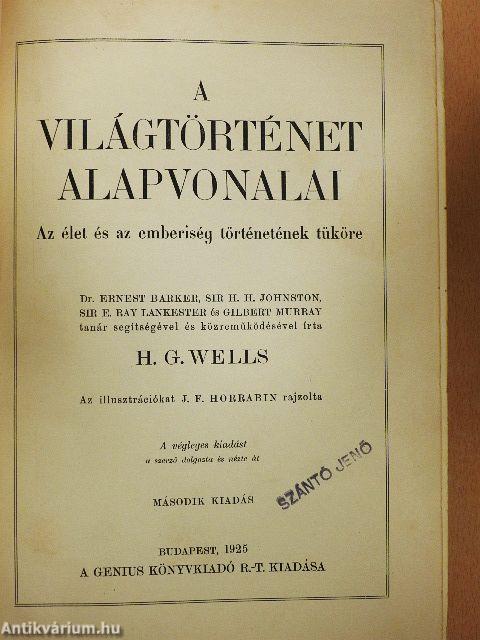 A
VILÁGTÖRTÉNET
ALAPVONALAI
Az élet és az emberiség történetének tüköre
Dr. ERNEST BARKER, SIR H. H. JOHNSTON,
SIR E. RAY LANKESTER és GILBERT MURRAY
tanár segítségével és közreműködésével írta
H. G. WELLS
Az illusztrációkat J. F. HORRABIN rajzolta
A végleges kiadást
a szerző dolgozta és nézte át
MÁSODIK KIADÁS
SZÁNTÓ JENŐ
BUDAPEST, 1925
A GENIUS KÖNYVKIADÓ R.-T. KIADÁSA
Antikvárium.hu